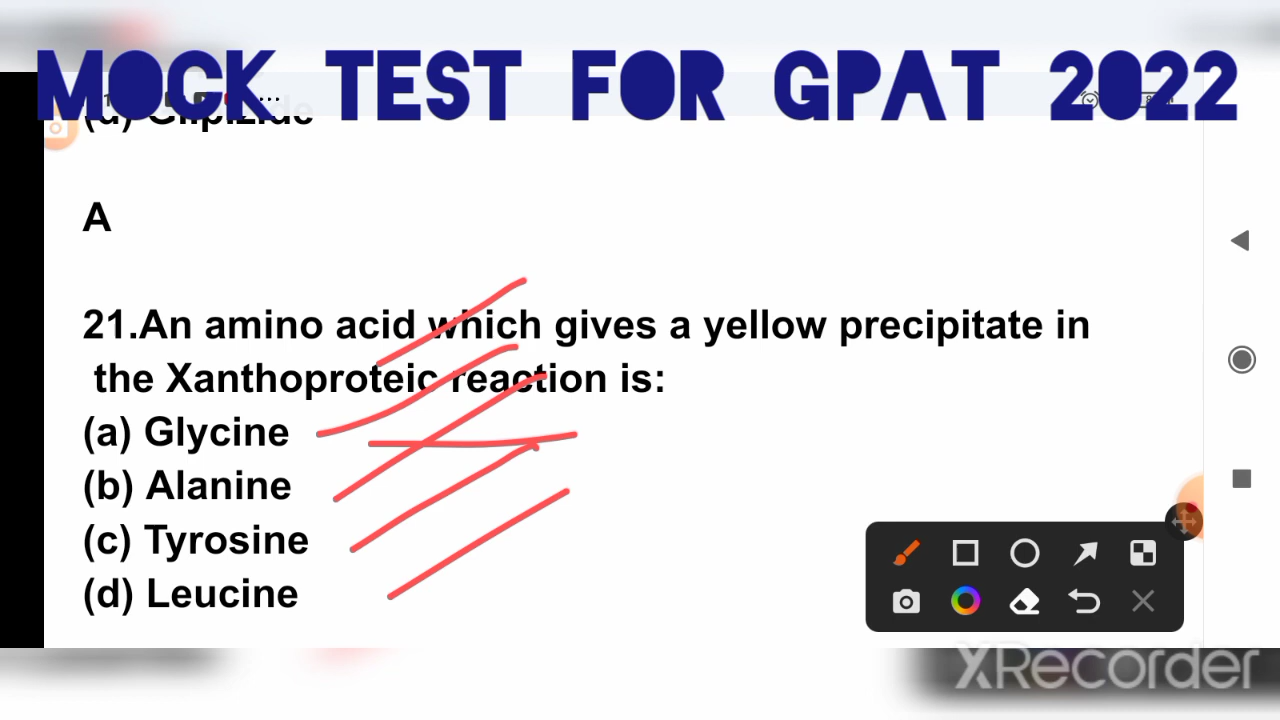 MOCK TEST FOR GPAT 2022
(d) Glipizide
A
21.An amino acid which gives a yellow precipitate in
the Xanthoproteic reaction is:
(a) Glycine
(b) Alanine
(c) Tyrosine
(d) Leucine
XRecorder